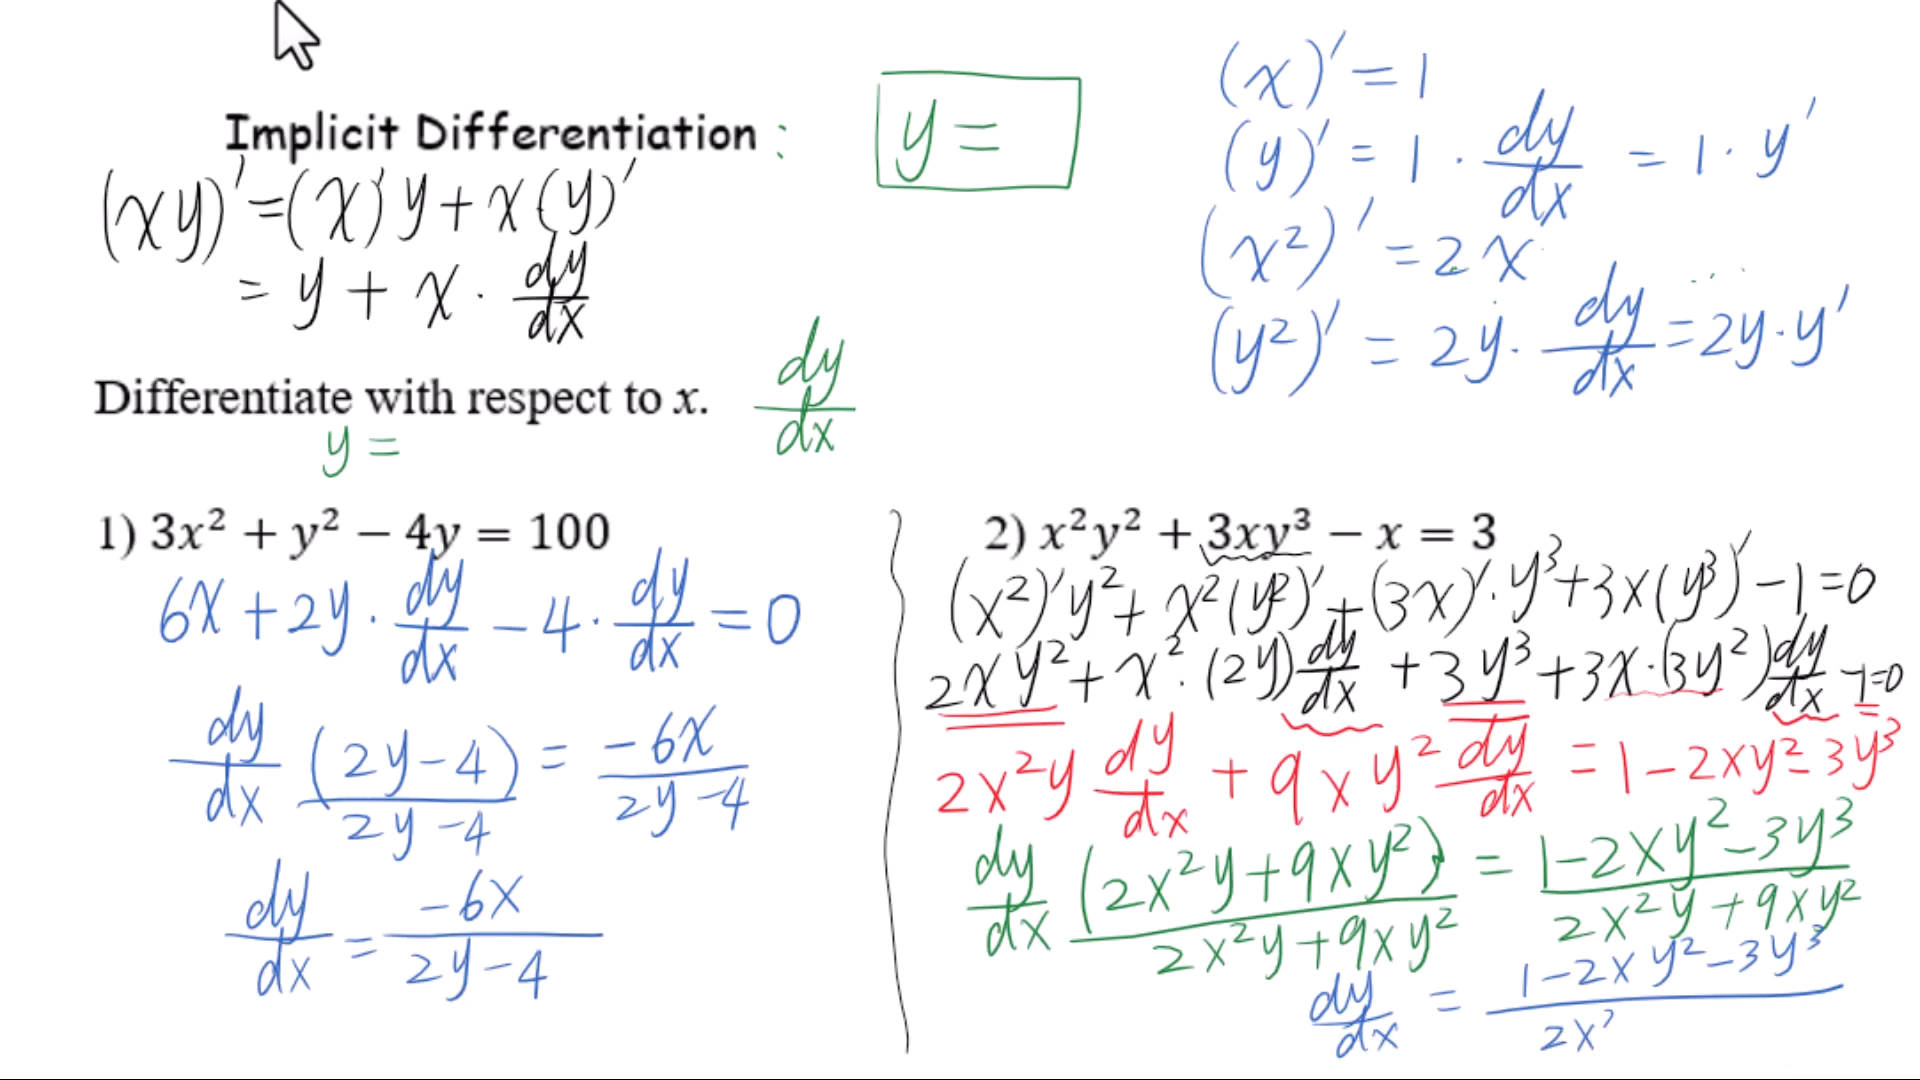 Implicit Differentiation :
y =
(xy)' = (x)'y + x(y)'
= y + x · dy/dx
(x)' = 1
(y)' = 1 · dy/dx = 1 · y'
(x²)' = 2x
(y²)' = 2y · dy/dx = 2y · y'
Differentiate with respect to x. dy/dx
y =
1) 3x² + y² − 4y = 100
6x + 2y · dy/dx − 4 · dy/dx = 0
dy/dx (2y−4)/(2y−4) = −6x/(2y−4)
dy/dx = −6x/(2y−4)
2) x²y² + 3xy³ − x = 3
(x²)'y² + x²(y²)' + (3x)' · y³ + 3x(y³)' − 1 = 0
2xy² + x² · (2y) dy/dx + 3y³ + 3x · (3y²) dy/dx − 1 = 0
2x²y dy/dx + 9xy² dy/dx = 1 − 2xy² − 3y³
dy/dx (2x²y + 9xy²)/(2x²y + 9xy²) = (1 − 2xy² − 3y³)/(2x²y + 9xy²)
dy/dx = (1 − 2xy² − 3y³)/(2x²